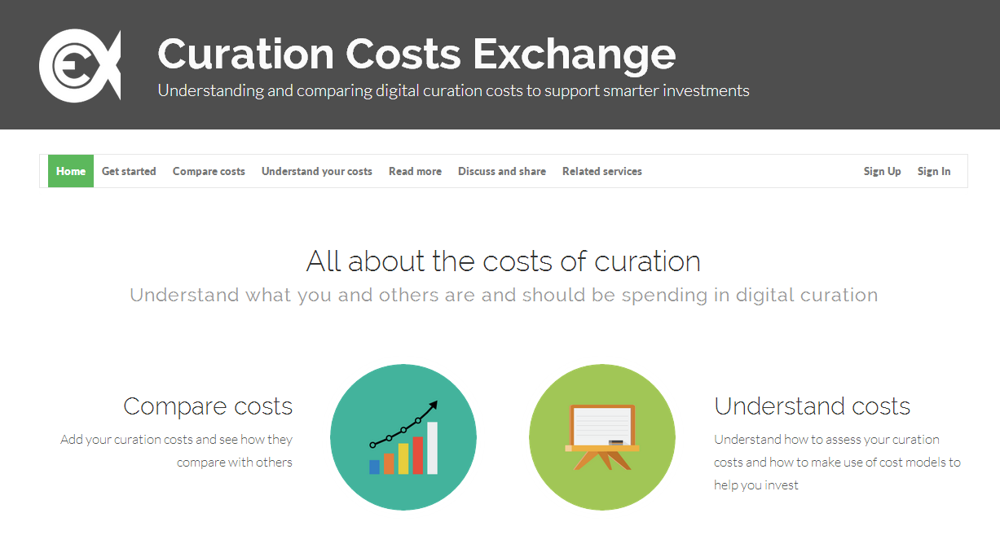 CEX
Curation Costs Exchange
Understanding and comparing digital curation costs to support smarter investments
Home Get started Compare costs Understand your costs Read more Discuss and share Related services Sign Up Sign In
All about the costs of curation
Understand what you and others are and should be spending in digital curation
Compare costs
Add your curation costs and see how they
compare with others
Understand costs
Understand how to assess your curation
costs and how to make use of cost models to
help you invest